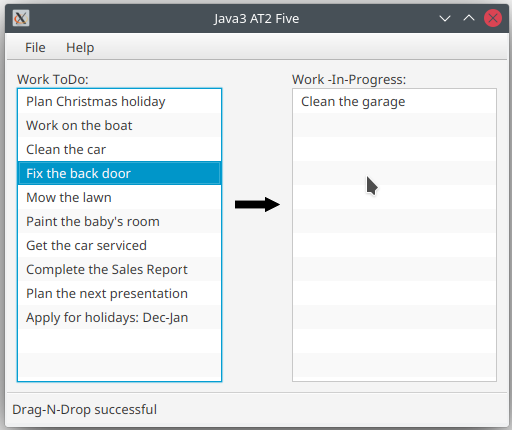 Java3 AT2 Five
File Help
Work ToDo:
Plan Christmas holiday
Work on the boat
Clean the car
Fix the back door
Mow the lawn
Paint the baby's room
Get the car serviced
Complete the Sales Report
Plan the next presentation
Apply for holidays: Dec-Jan
Work -In-Progress:
Clean the garage
Drag-N-Drop successful